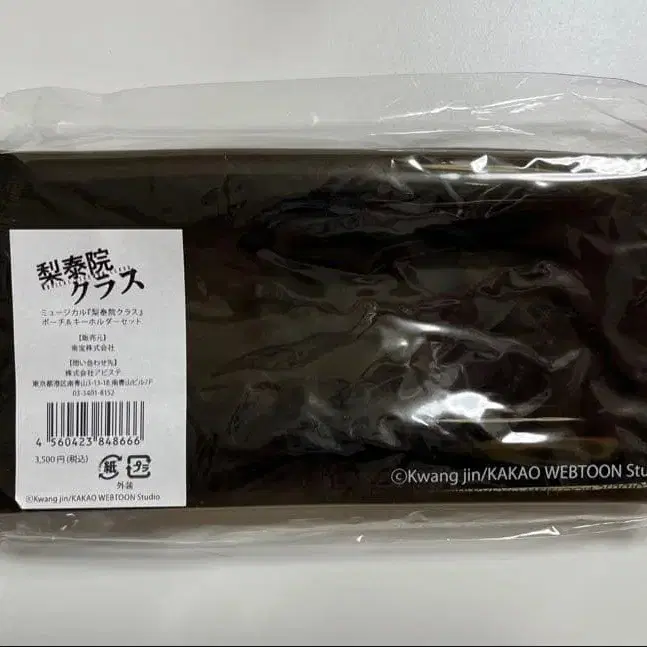 梨泰院
クラス
ミュージカル『梨泰院クラス』
ポーチ&キーホルダーセット
【販売元】
東宝株式会社
【問い合わせ先】
株式会社アビステ
東京都港区南青山3-13-18 南青山ビル7F
03-3401-8152
4 560423 848666
3,500円(税込)
紙
プラ
外装
©Kwang jin/KAKAO WEBTOON Studio
©Kwang jin/KAKAO WEBTOON Stu